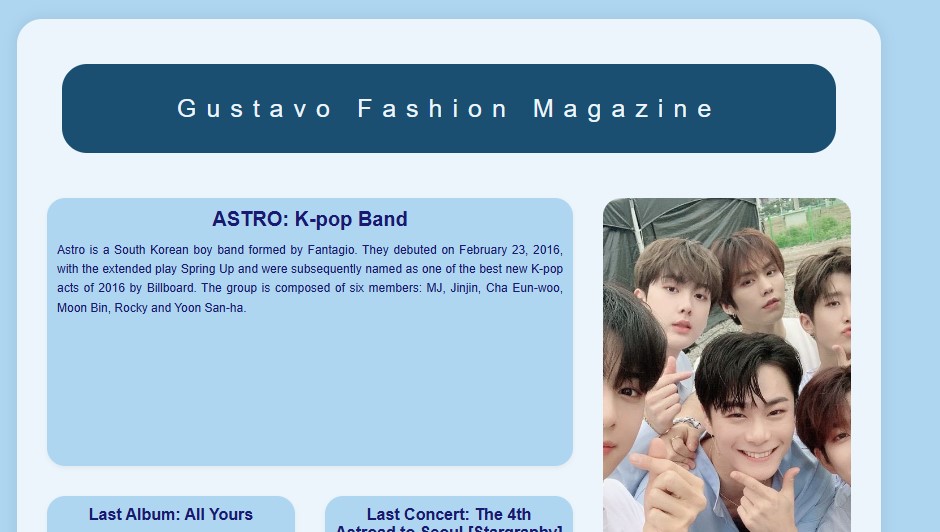 Gustavo Fashion Magazine
ASTRO: K-pop Band
Astro is a South Korean boy band formed by Fantagio. They debuted on February 23, 2016,
with the extended play Spring Up and were subsequently named as one of the best new K-pop
acts of 2016 by Billboard. The group is composed of six members: MJ, Jinjin, Cha Eun-woo,
Moon Bin, Rocky and Yoon San-ha.
Last Album: All Yours
Last Concert: The 4th
Astroad to Seoul [Stargraphy]